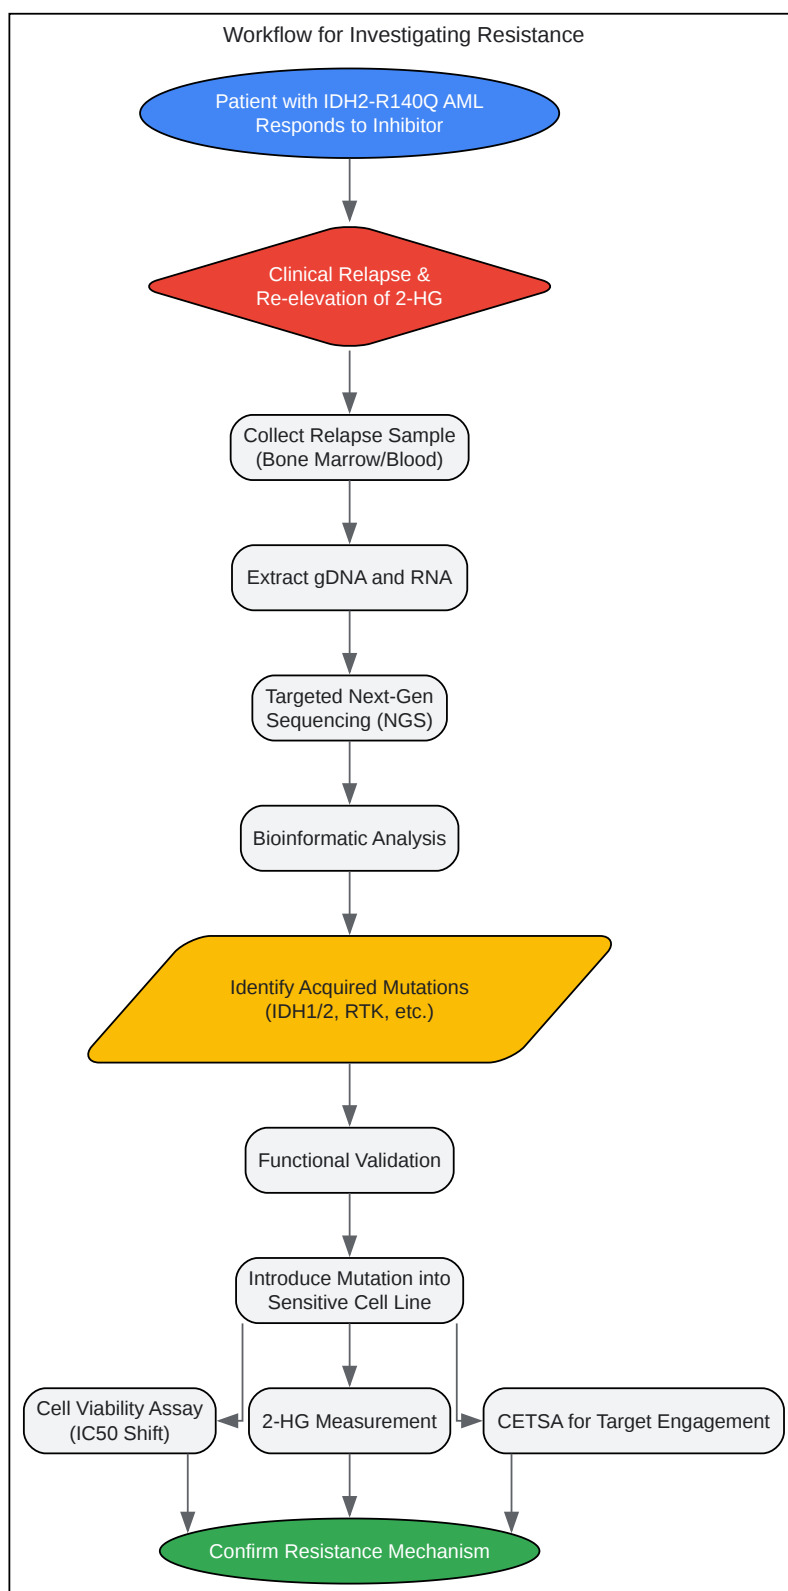 Workflow for Investigating Resistance
Patient with IDH2-R140Q AML
Responds to Inhibitor
Clinical Relapse &
Re-elevation of 2-HG
Collect Relapse Sample
(Bone Marrow/Blood)
Extract gDNA and RNA
Targeted Next-Gen
Sequencing (NGS)
Bioinformatic Analysis
Identify Acquired Mutations
(IDH1/2, RTK, etc.)
Functional Validation
Introduce Mutation into
Sensitive Cell Line
Cell Viability Assay
(IC50 Shift)
2-HG Measurement
CETSA for Target Engagement
Confirm Resistance Mechanism